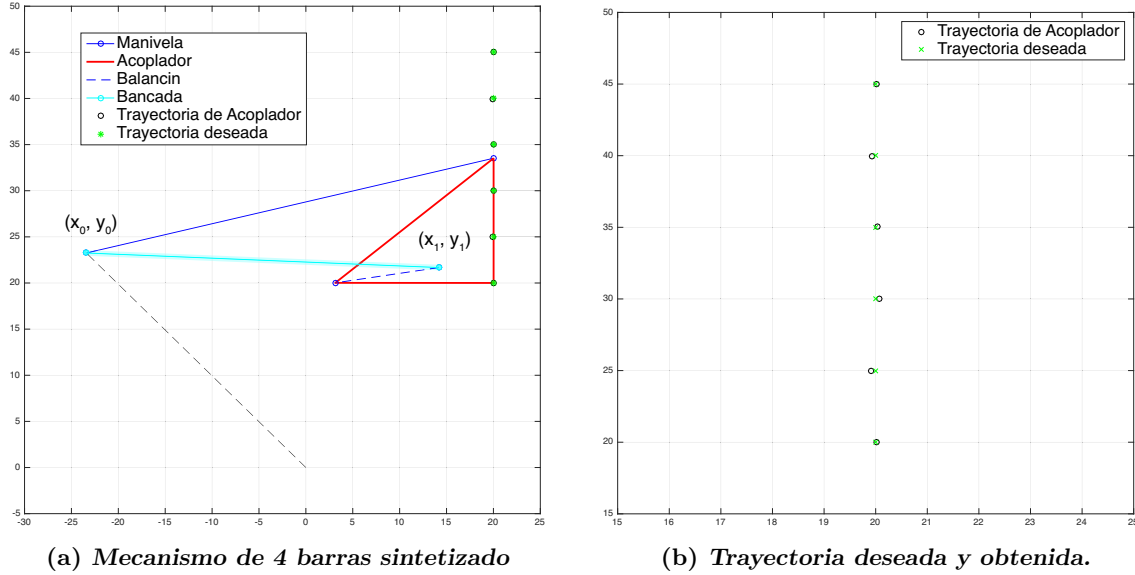 50
45
40
35
30
25
20
15
10
5
0
-5
-30 -25 -20 -15 -10 -5 0 5 10 15 20 25
Manivela
Acoplador
Balancin
Bancada
Trayectoria de Acoplador
Trayectoria deseada
(x0, y0)
(x1, y1)
(a) Mecanismo de 4 barras sintetizado
50
45
40
35
30
25
20
15
15 16 17 18 19 20 21 22 23 24 25
Trayectoria de Acoplador
Trayectoria deseada
(b) Trayectoria deseada y obtenida.